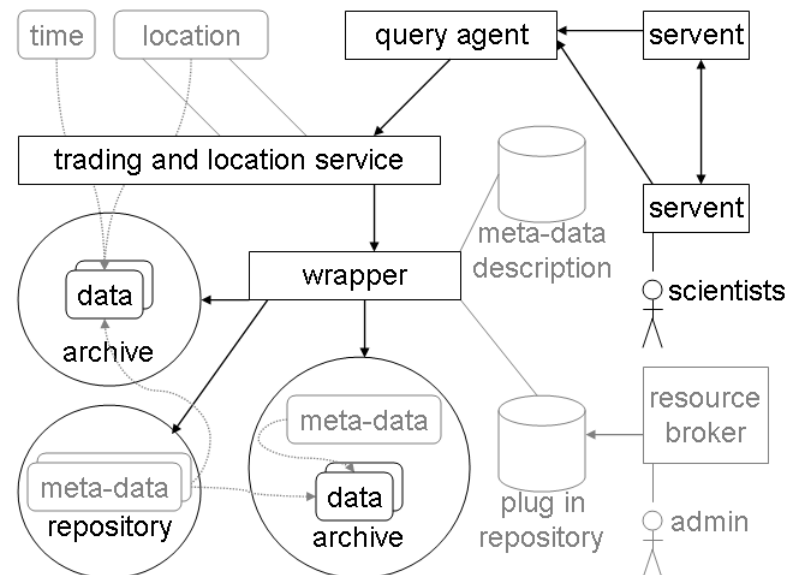 time
location
query agent
servent
trading and location service
servent
meta-data
description
wrapper
scientists
data
archive
resource
broker
meta-data
meta-data
data
archive
repository
plug in
repository
admin